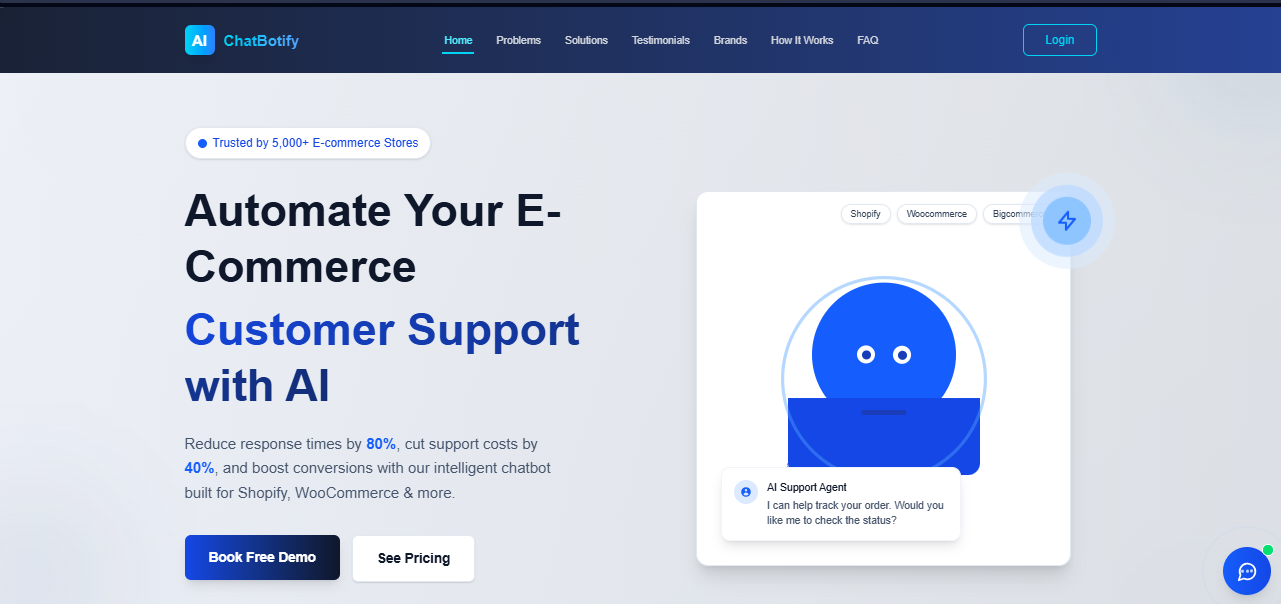 AI ChatBotify
Home Problems Solutions Testimonials Brands How It Works FAQ
Login
Trusted by 5,000+ E-commerce Stores
Automate Your E-
Commerce
Customer Support
with AI
Reduce response times by 80%, cut support costs by
40%, and boost conversions with our intelligent chatbot
built for Shopify, WooCommerce & more.
Book Free Demo See Pricing
Shopify Woocommerce
AI Support Agent
I can help track your order. Would you
like me to check the status?